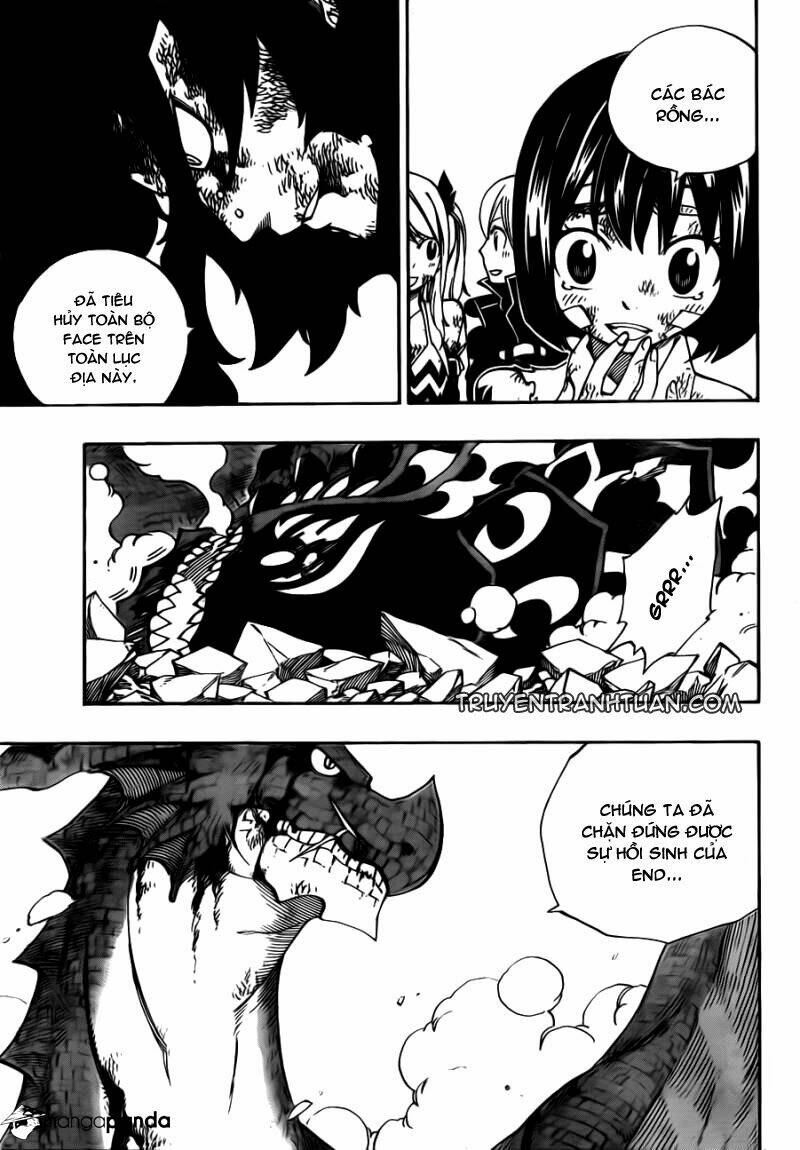 CÁC BÁC
RỒNG...
ĐÃ TIÊU
HỦY TOÀN BỘ
FACE TRÊN
TOÀN LỤC
ĐỊA NÀY.
GRRR...
TRUYENTRANHTUAN.COM
CHÚNG TA ĐÃ
CHẶN ĐỨNG ĐƯỢC
SỰ HỒI SINH CỦA
END...
mangapanda